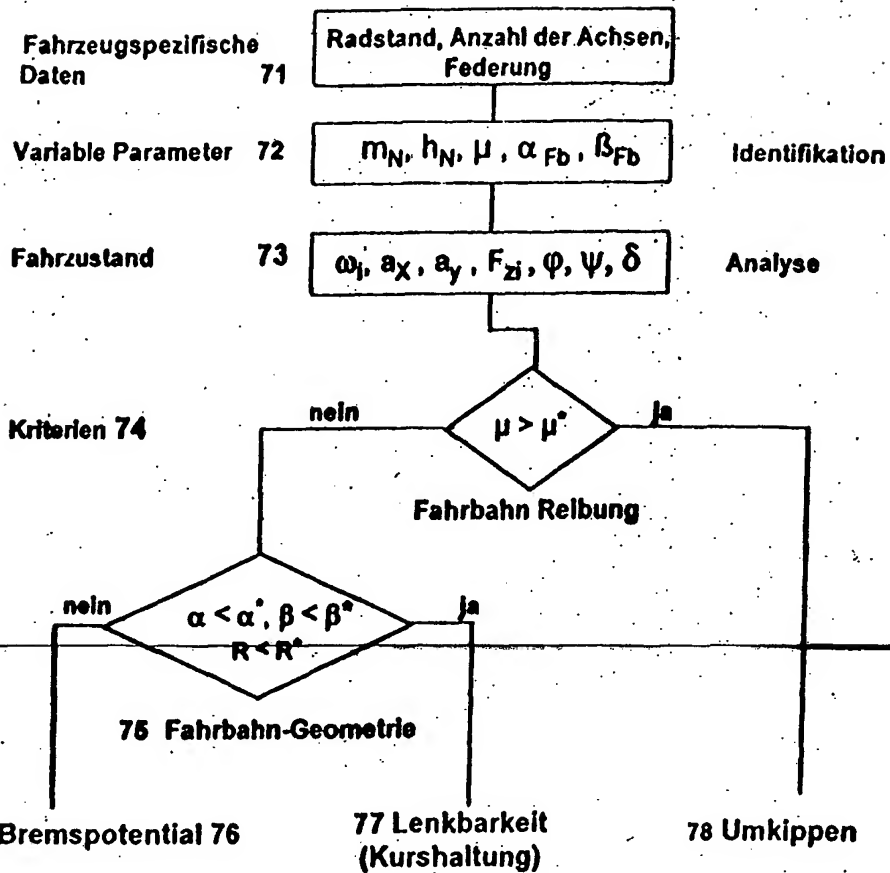 Fahrzeugspezifische
Daten 71
Radstand, Anzahl der Achsen,
Federung
Variable Parameter 72
m_N, h_N, μ, α_Fb, ß_Fb
Identifikation
Fahrzustand 73
ω_i, a_X, a_y, F_zi, φ, ψ, δ
Analyse
Kriterien 74
nein
μ > μ*
ja
Fahrbahn Reibung
nein
α < α*, β < β*
R < R*
ja
75 Fahrbahn-Geometrie
Bremspotential 76
77 Lenkbarkeit
(Kurshaltung)
78 Umkippen